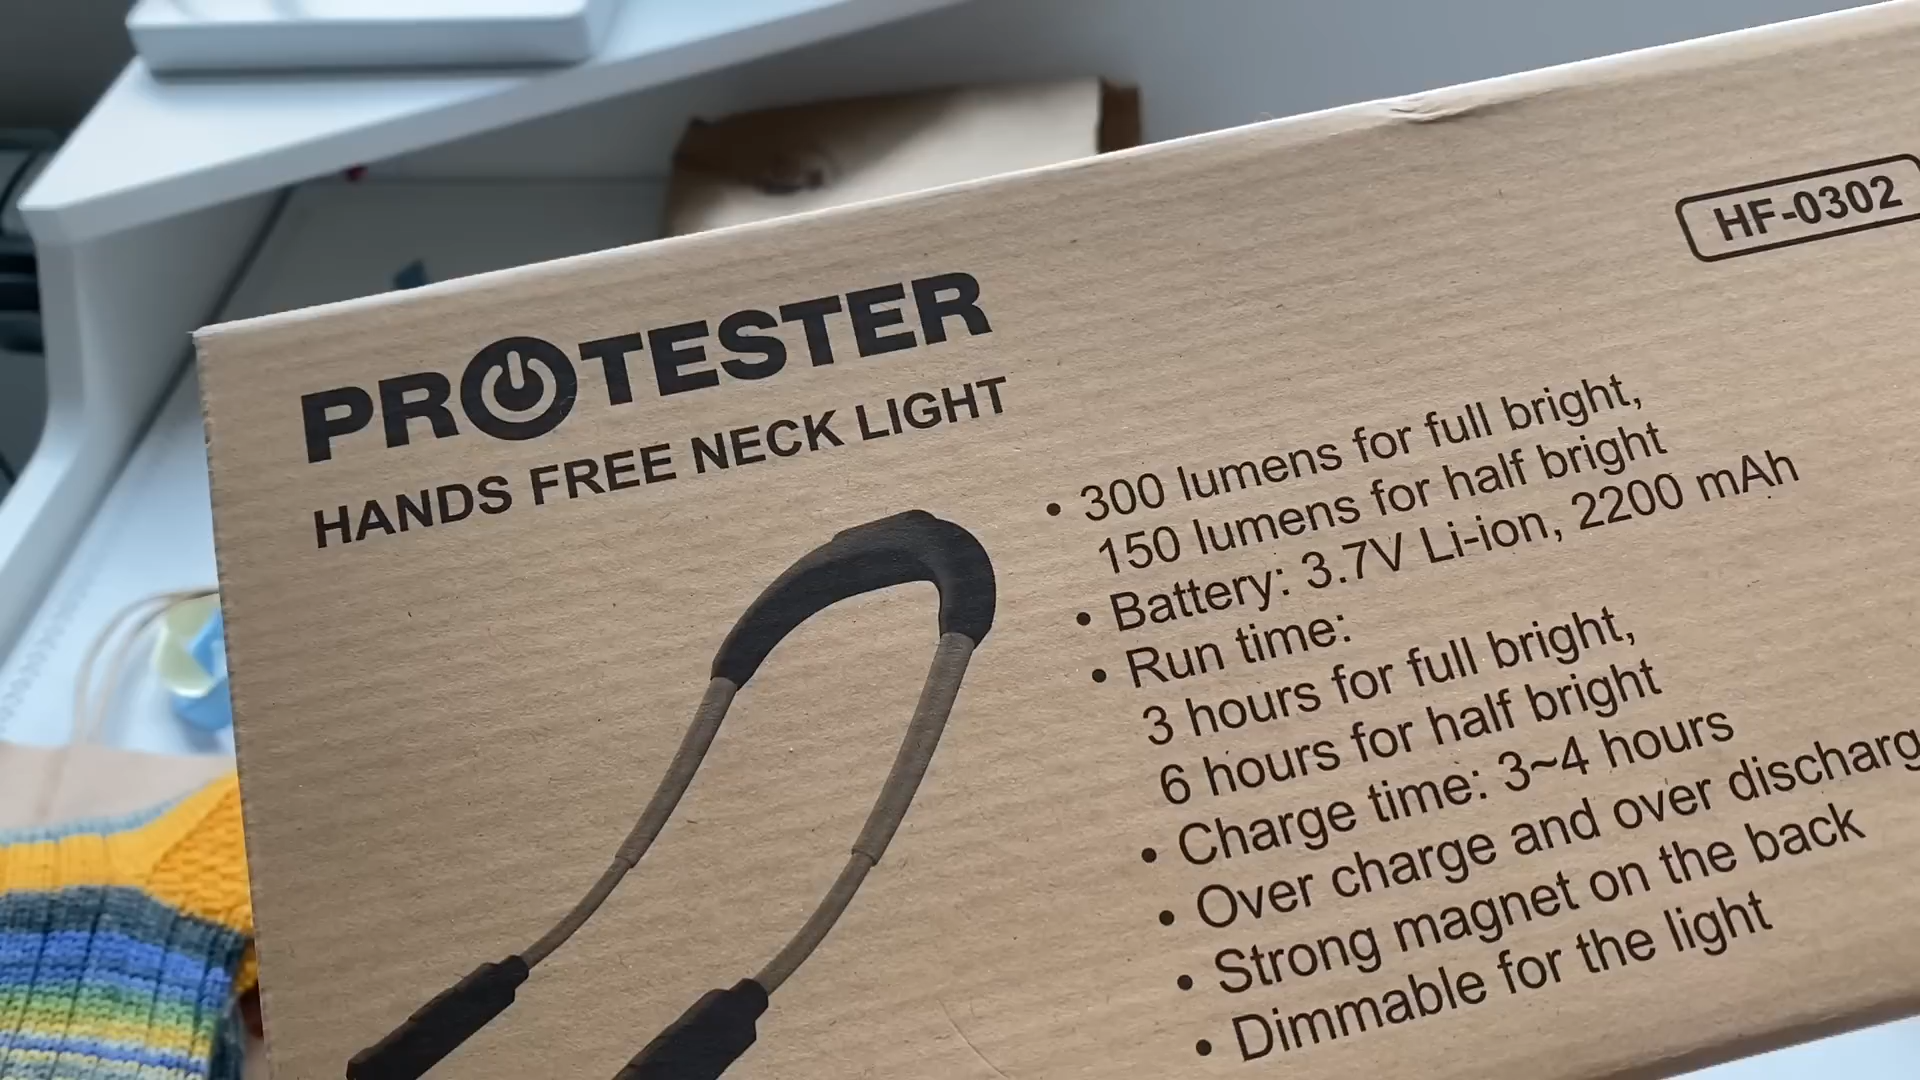 HF-0302
PROTESTER
HANDS FREE NECK LIGHT
• 300 lumens for full bright,
150 lumens for half bright
• Battery: 3.7V Li-ion, 2200 mAh
• Run time:
3 hours for full bright,
6 hours for half bright
• Charge time: 3~4 hours
• Over charge and over discharg
• Strong magnet on the back
• Dimmable for the light